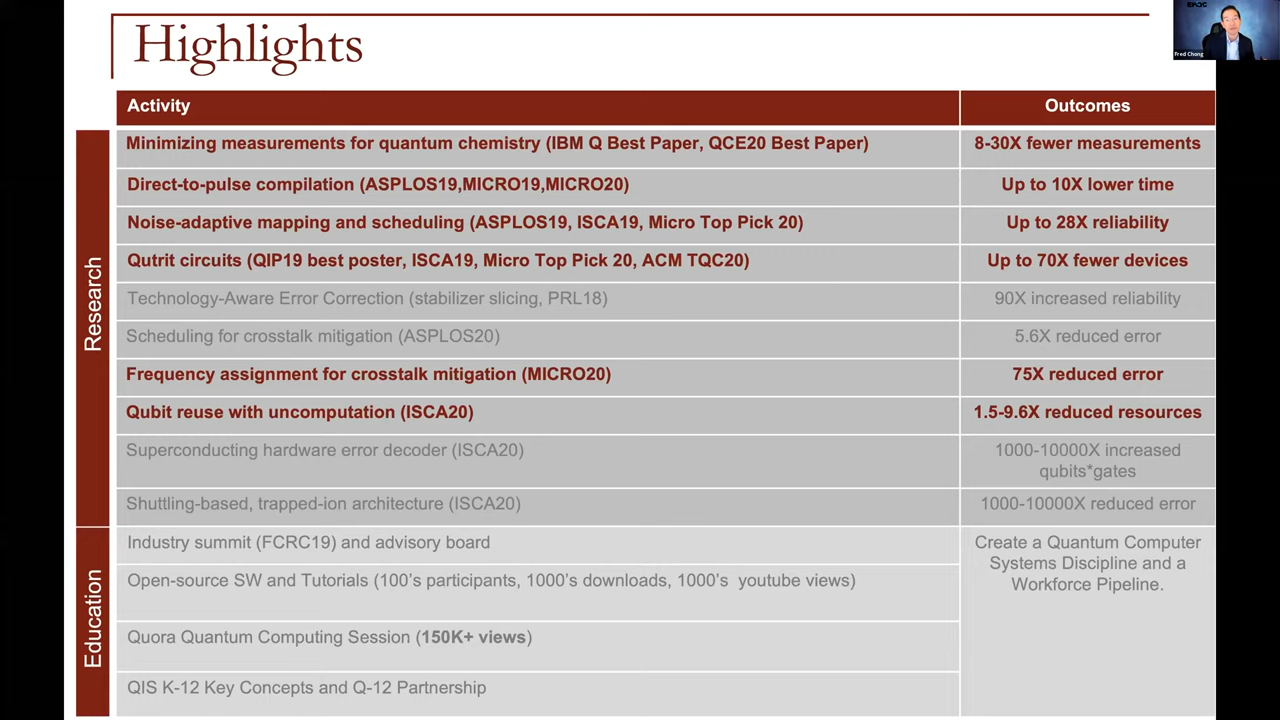 Highlights
EPiQC
Fred Chong
Activity Outcomes
Research
Minimizing measurements for quantum chemistry (IBM Q Best Paper, QCE20 Best Paper) 8-30X fewer measurements
Direct-to-pulse compilation (ASPLOS19,MICRO19,MICRO20) Up to 10X lower time
Noise-adaptive mapping and scheduling (ASPLOS19, ISCA19, Micro Top Pick 20) Up to 28X reliability
Qutrit circuits (QIP19 best poster, ISCA19, Micro Top Pick 20, ACM TQC20) Up to 70X fewer devices
Technology-Aware Error Correction (stabilizer slicing, PRL18) 90X increased reliability
Scheduling for crosstalk mitigation (ASPLOS20) 5.6X reduced error
Frequency assignment for crosstalk mitigation (MICRO20) 75X reduced error
Qubit reuse with uncomputation (ISCA20) 1.5-9.6X reduced resources
Superconducting hardware error decoder (ISCA20) 1000-10000X increased
qubits*gates
Shuttling-based, trapped-ion architecture (ISCA20) 1000-10000X reduced error
Education
Industry summit (FCRC19) and advisory board
Create a Quantum Computer
Systems Discipline and a
Workforce Pipeline.
Open-source SW and Tutorials (100's participants, 1000's downloads, 1000's youtube views)
Quora Quantum Computing Session (150K+ views)
QIS K-12 Key Concepts and Q-12 Partnership